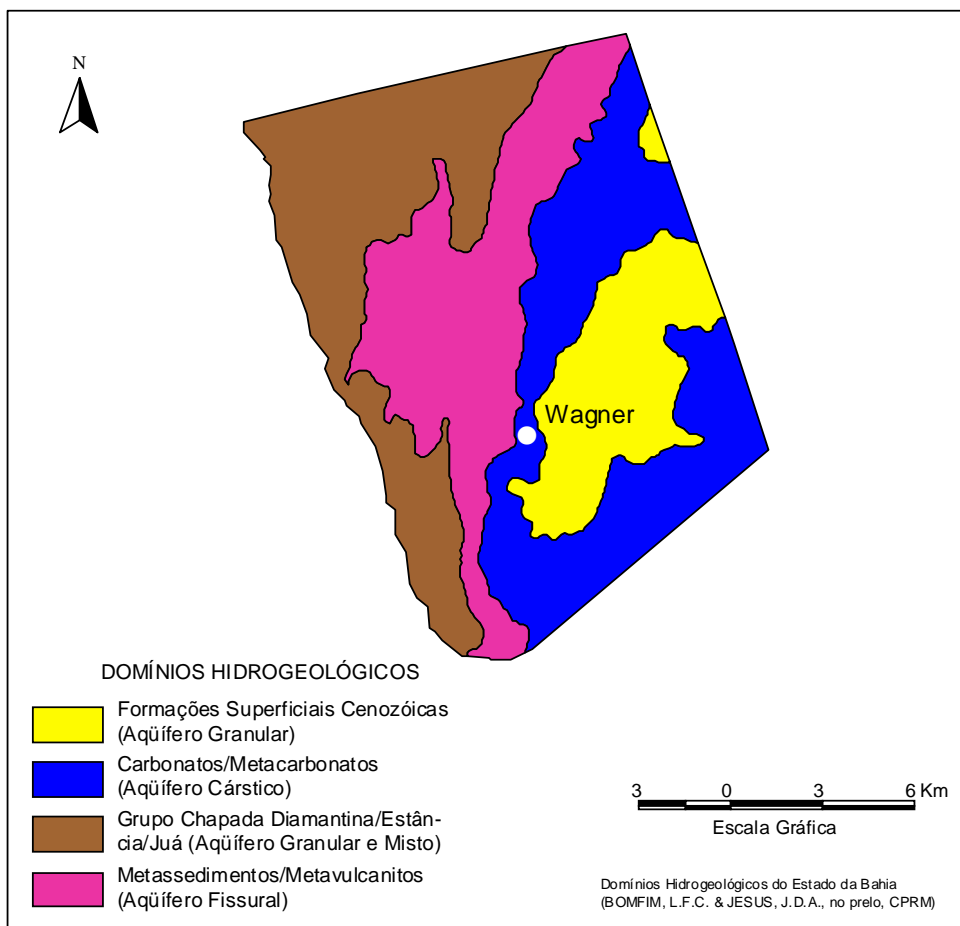 N
Wagner
DOMÍNIOS HIDROGEOLÓGICOS
Formações Superficiais Cenozóicas
(Aqüífero Granular)
Carbonatos/Metacarbonatos
(Aqüífero Cárstico)
Grupo Chapada Diamantina/Estân-
cia/Juá (Aqüífero Granular e Misto)
Metassedimentos/Metavulcanitos
(Aqüífero Fissural)
3 0 3 6 Km
Escala Gráfica
Domínios Hidrogeológicos do Estado da Bahia
(BOMFIM, L.F.C. & JESUS, J.D.A., no prelo, CPRM)